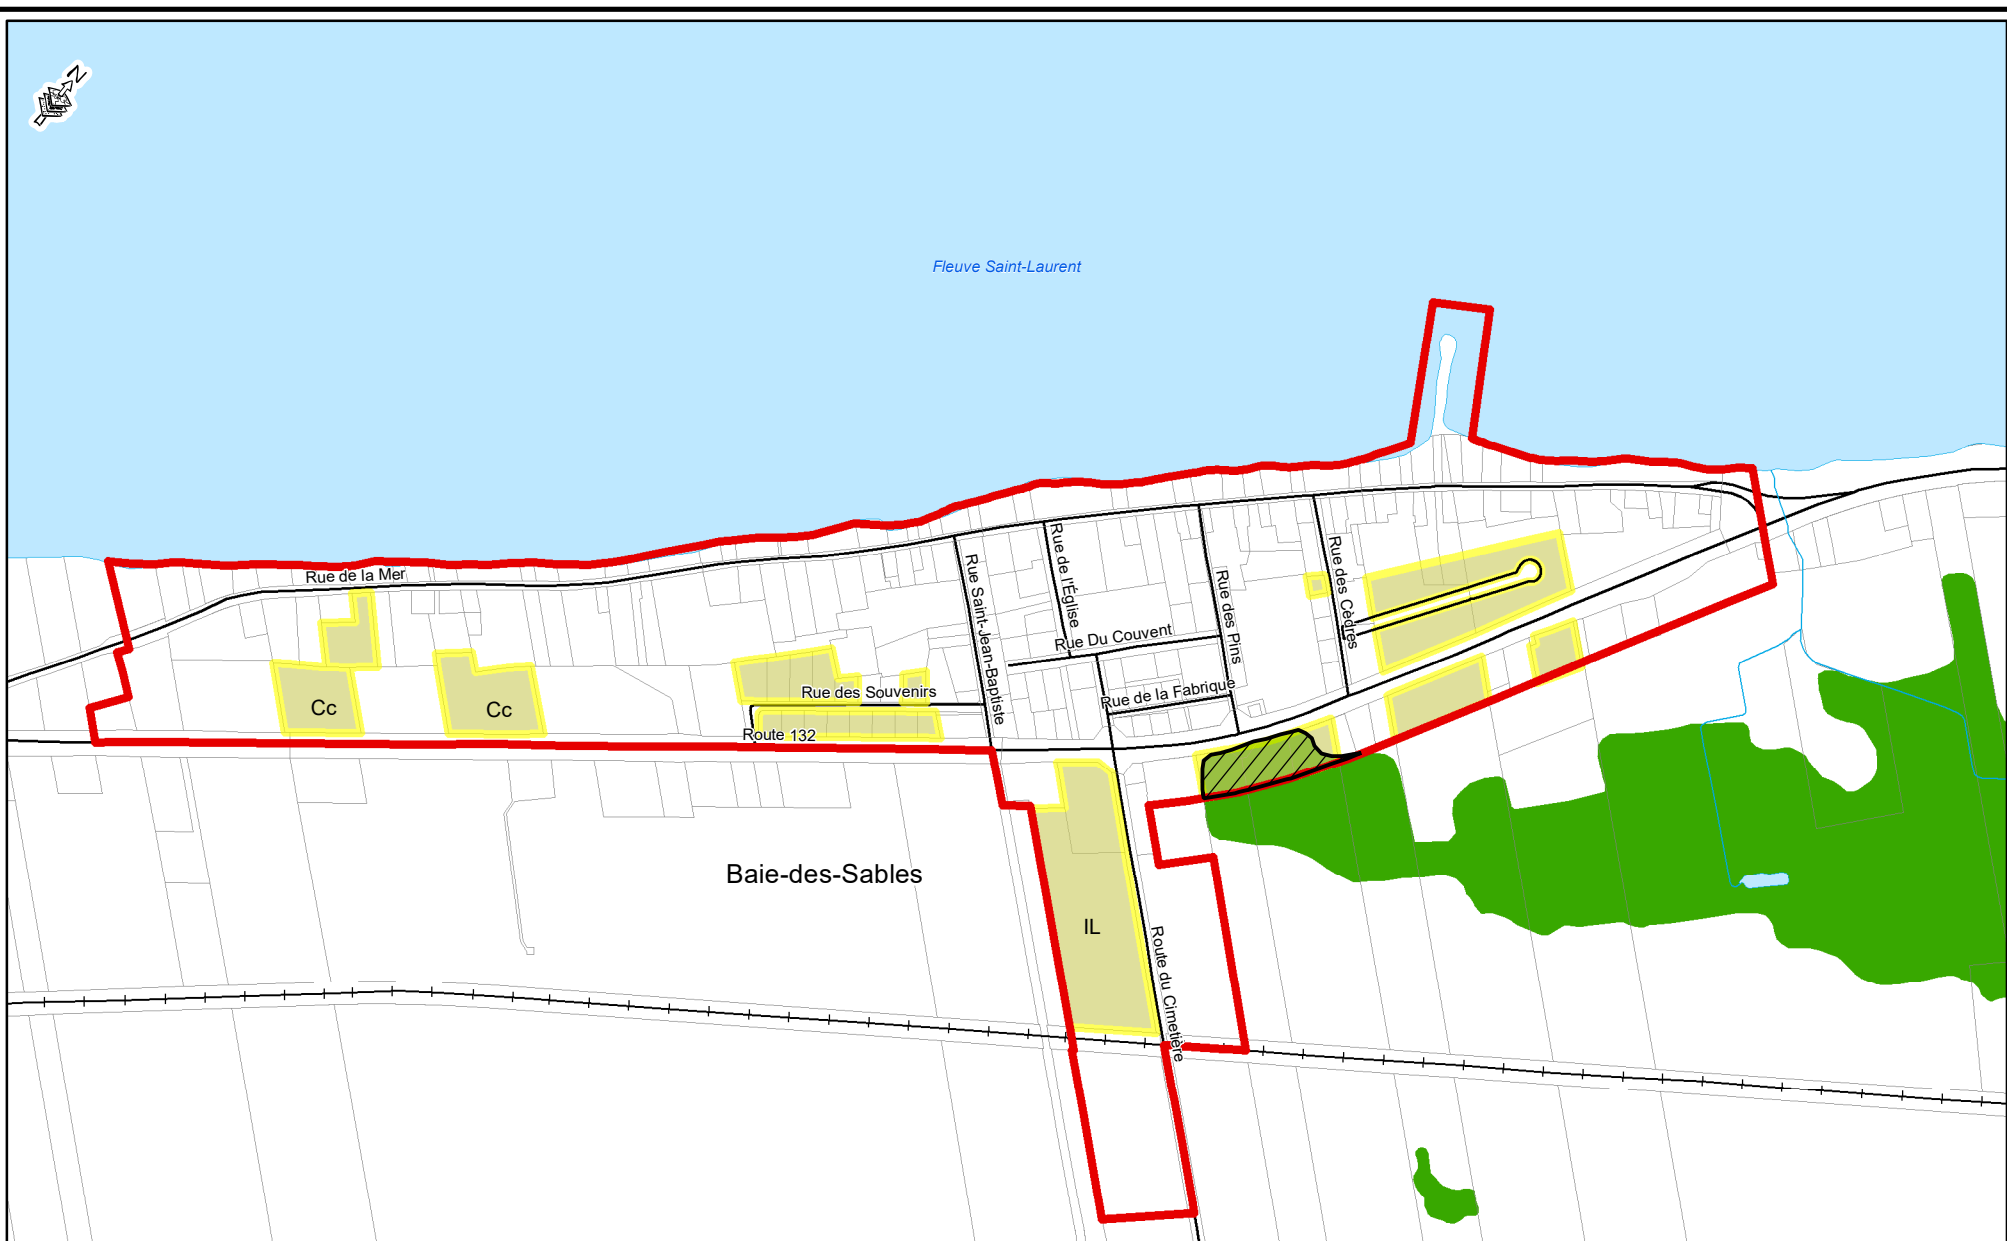 N
Fleuve Saint-Laurent
Rue de la Mer
Rue de l'Église
Rue Saint-Jean-Baptiste
Rue des Pins
Rue des Cèdres
Rue Du Couvent
Rue des Souvenirs
Rue de la Fabrique
Cc
Cc
Route 132
Baie-des-Sables
IL
Route du Cimetière